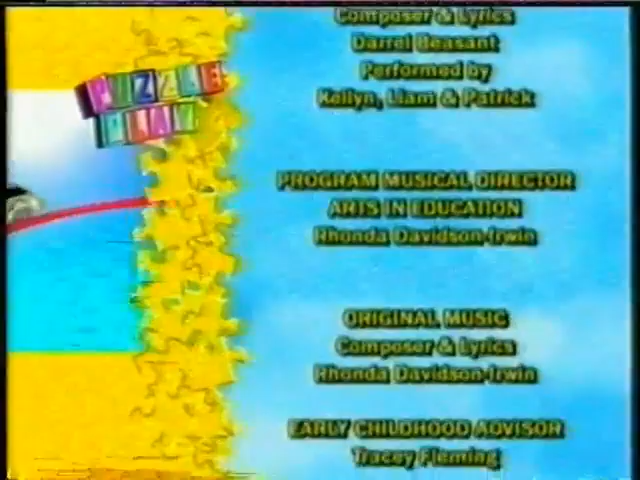 PUZZLE
PLAY
Composer & Lyrics
Darrel Beasant
Performed by
Kellyn, Liam & Patrick
PROGRAM MUSICAL DIRECTOR
ARTS IN EDUCATION
Rhonda Davidson-Irwin
ORIGINAL MUSIC
Composer & Lyrics
Rhonda Davidson-Irwin
EARLY CHILDHOOD ADVISOR
Tracey Fleming